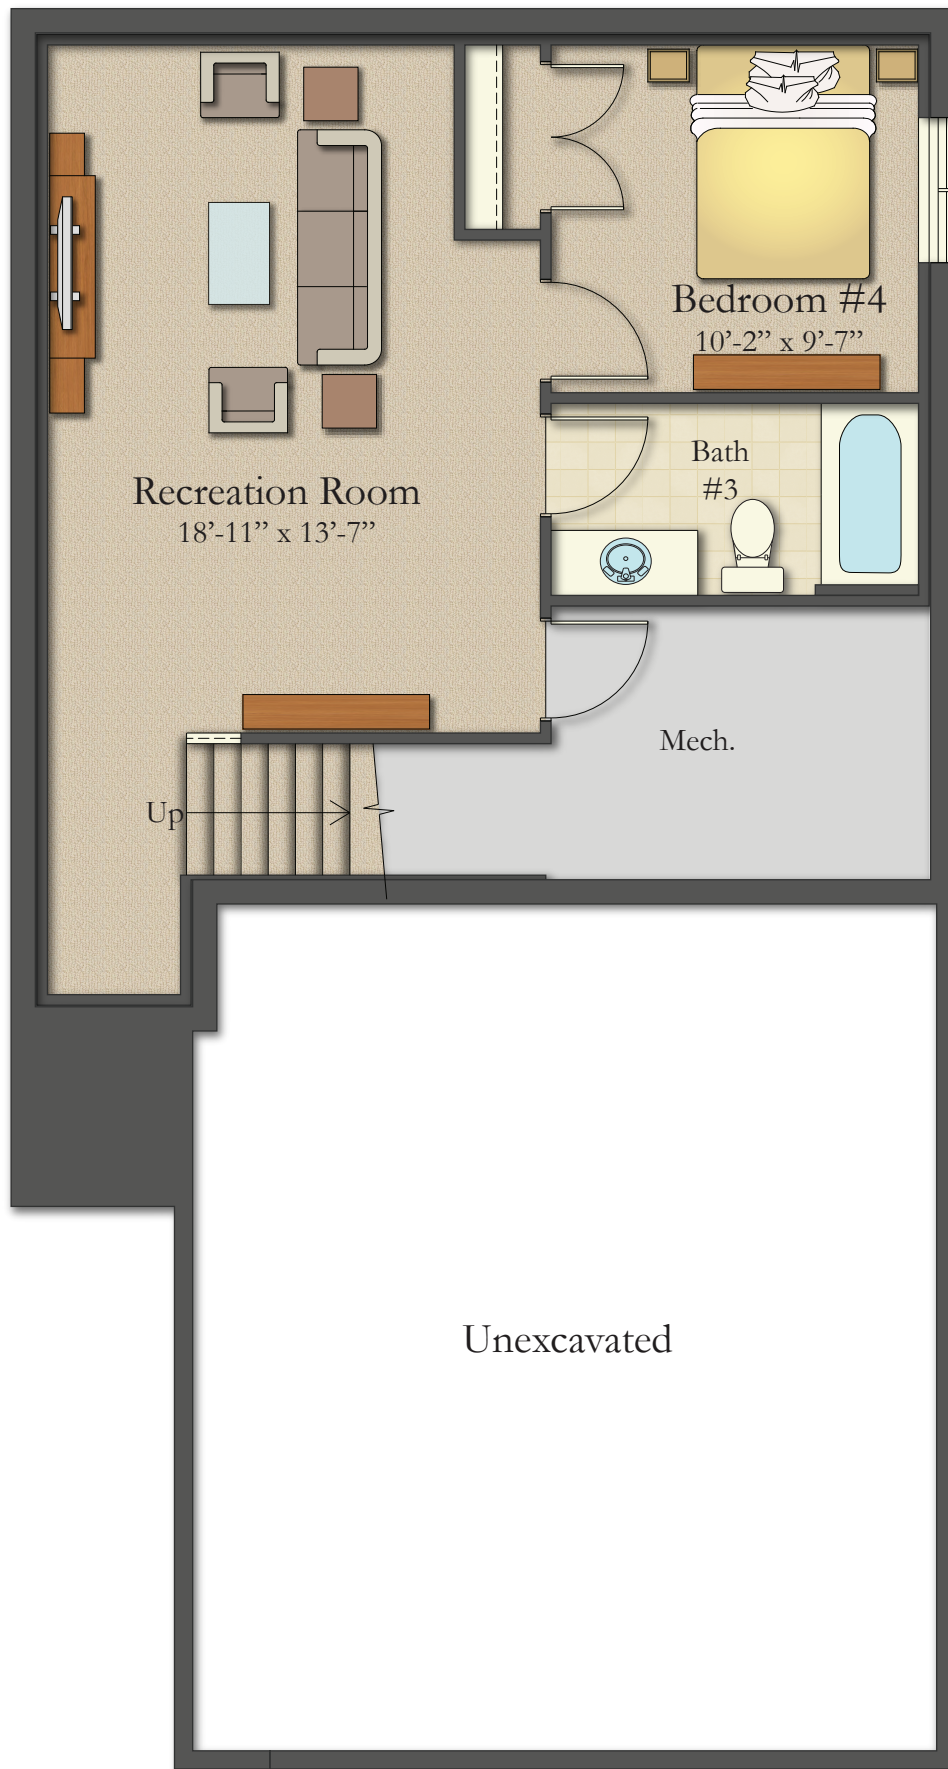 Bedroom #4
10’-2” x 9’-7”
Bath
#3
Recreation Room
18’-11” x 13’-7”
Mech.
Up
Unexcavated